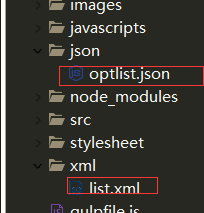 images
javascripts
json
optlist.json
node_modules
src
stylesheet
xml
list.xml
gulpfile.js